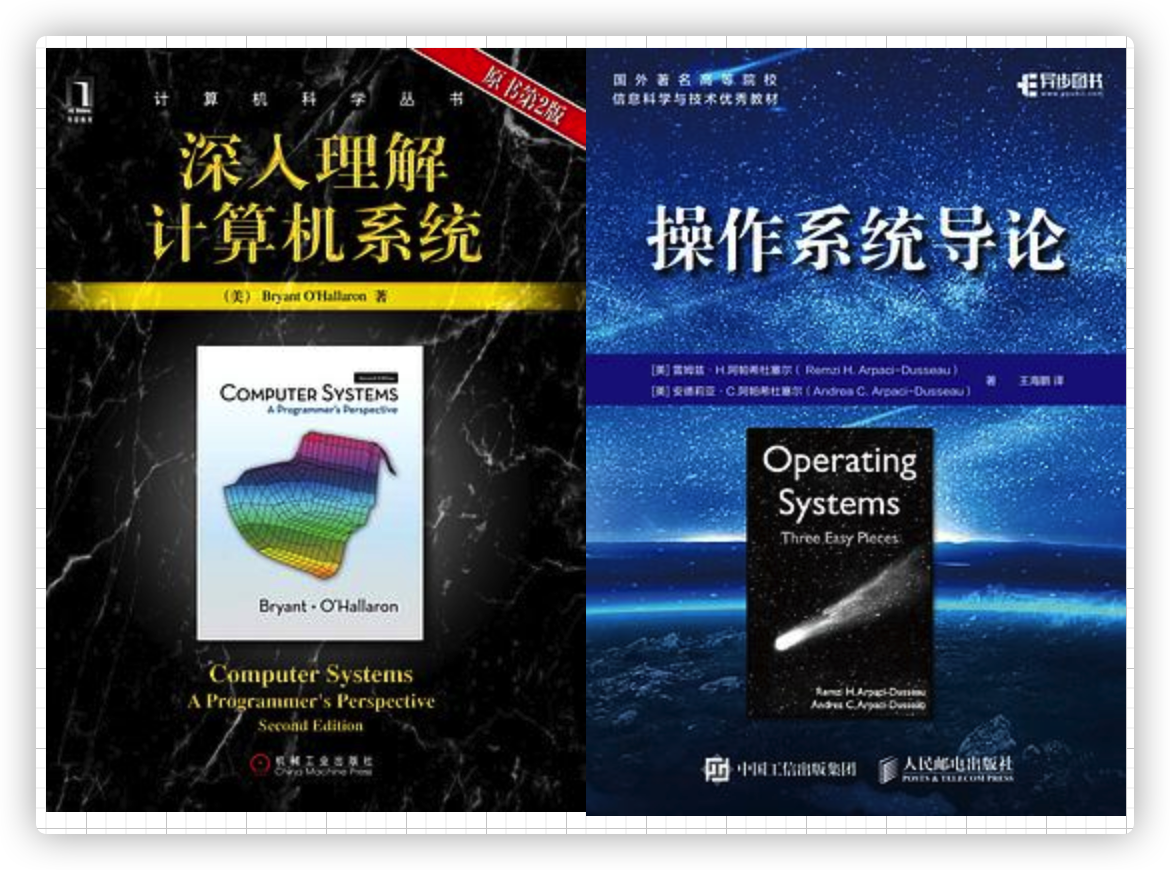 计算机科学丛书
原书第2版
深入理解
计算机系统
(美) Bryant O'Hallaron 著
Second Edition
COMPUTER SYSTEMS
A Programmer's Perspective
Bryant · O'Hallaron
Computer Systems
A Programmer's Perspective
Second Edition
机械工业出版社
China Machine Press
国外著名高等院校
信息科学与技术优秀教材
异步图书
操作系统导论
[美] 雷姆兹·H.阿帕希杜塞尔 ( Remzi H. Arpaci-Dusseau )
[美] 安德莉亚·C.阿帕希杜塞尔 ( Andrea C. Arpaci-Dusseau )
著 王海鹏 译
Operating
Systems
Three Easy Pieces
Remzi H.Arpaci-Dusseau
Andrea C.Arpaci-Dusseau
中国工信出版集团
人民邮电出版社
POSTS & TELECOM PRESS